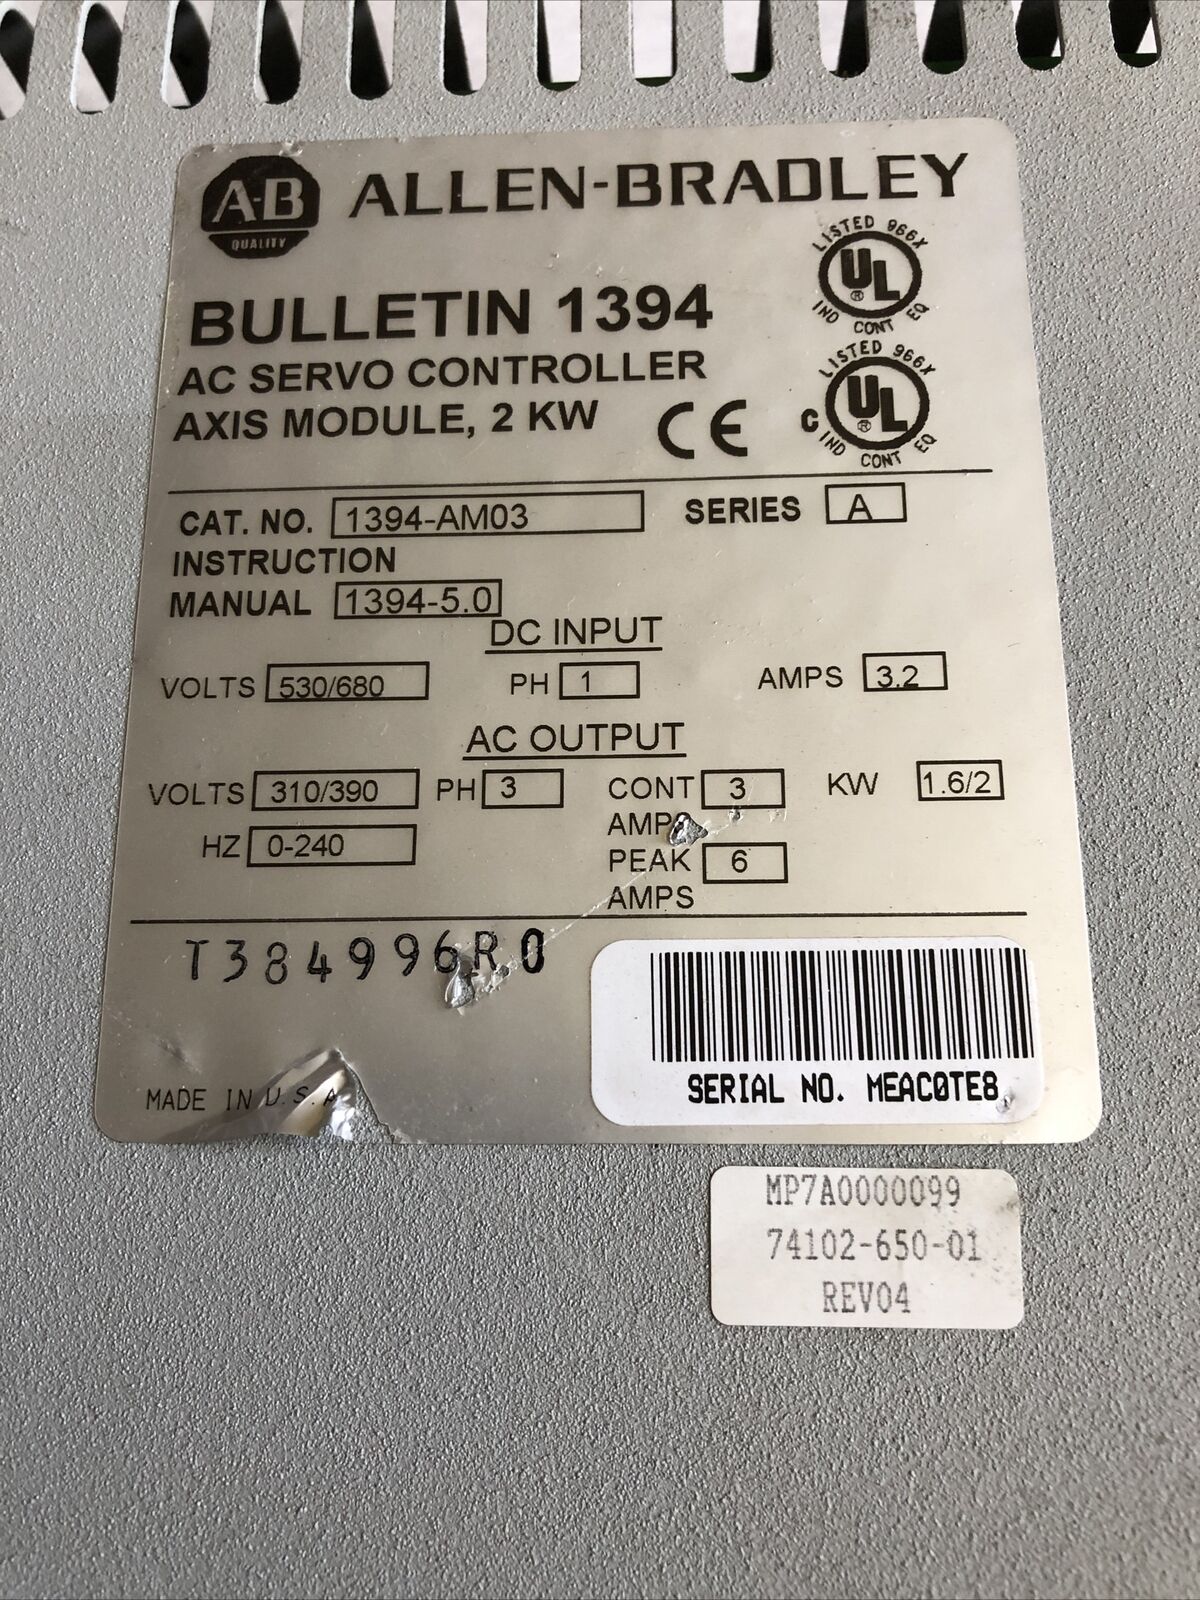 A-B QUALITY ALLEN-BRADLEY
LISTED 966X
UL ®
IND CONT EQ
BULLETIN 1394
AC SERVO CONTROLLER
AXIS MODULE, 2 KW CE
LISTED 966X
C UL ®
IND CONT EQ
CAT. NO. 1394-AM03 SERIES A
INSTRUCTION
MANUAL 1394-5.0
DC INPUT
VOLTS 530/680 PH 1 AMPS 3.2
AC OUTPUT
VOLTS 310/390 PH 3 CONT 3 KW 1.6/2
AMPS
HZ 0-240
PEAK 6
AMPS
T384996R0
MADE IN U.S.A
SERIAL NO. MEAC0TE8
MP7A0000099
74102-650-01
REV04